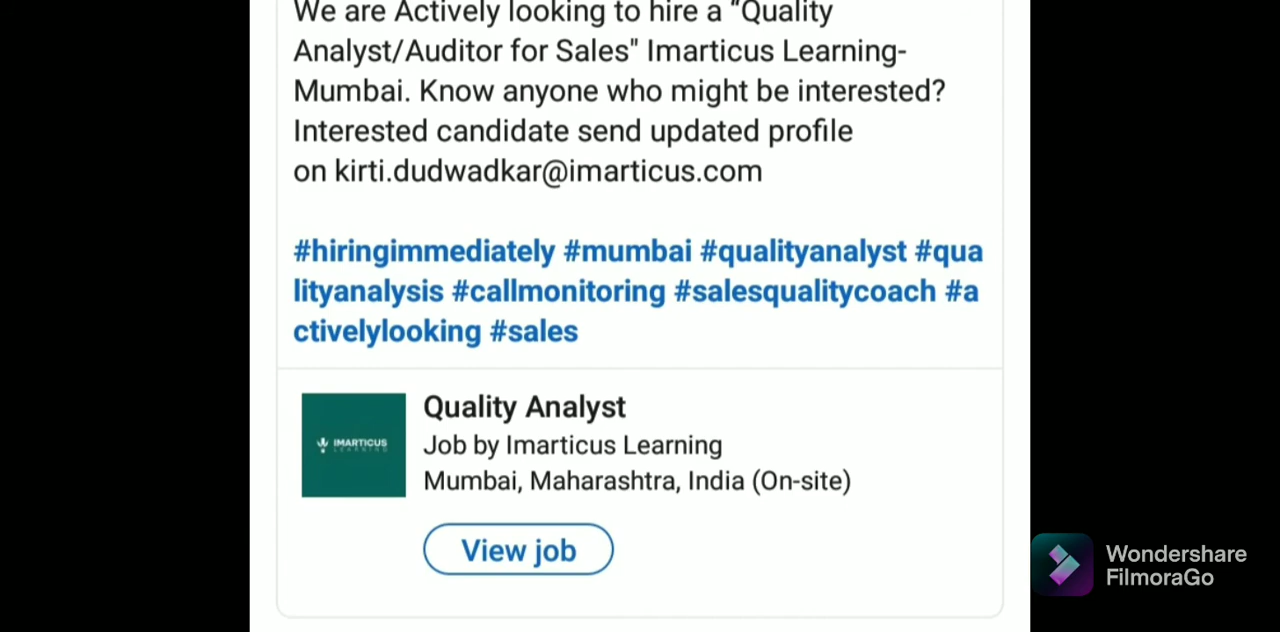 We are Actively looking to hire a "Quality
Analyst/Auditor for Sales" Imarticus Learning-
Mumbai. Know anyone who might be interested?
Interested candidate send updated profile
on kirti.dudwadkar@imarticus.com
#hiringimmediately #mumbai #qualityanalyst #qua
lityanalysis #callmonitoring #salesqualitycoach #a
ctivelylooking #sales
IMARTICUS
LEARNING
Quality Analyst
Job by Imarticus Learning
Mumbai, Maharashtra, India (On-site)
View job
Wondershare
FilmoraGo